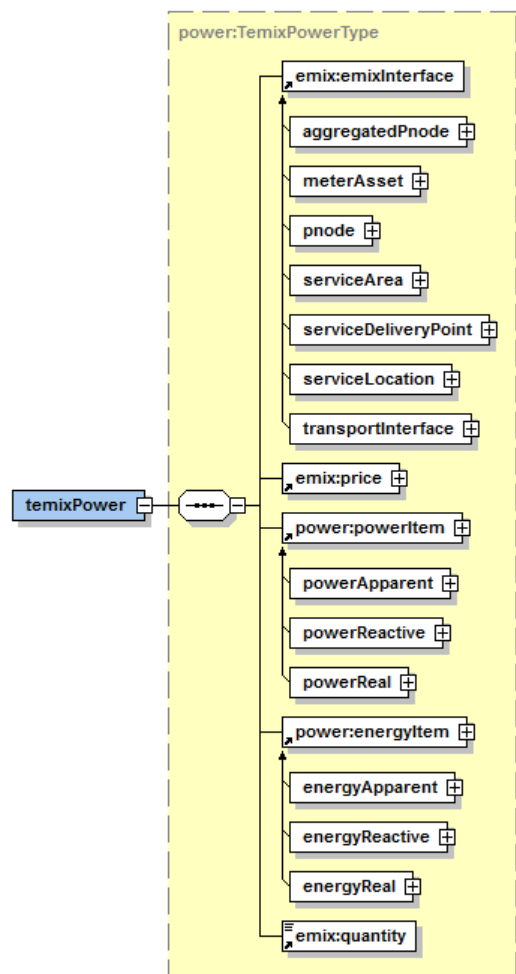 power:TemixPowerType
emix:emixInterface
aggregatedPnode
meterAsset
pnode
serviceArea
serviceDeliveryPoint
serviceLocation
transportInterface
emix:price
temixPower
power:powerItem
powerApparent
powerReactive
powerReal
power:energyItem
energyApparent
energyReactive
energyReal
emix:quantity